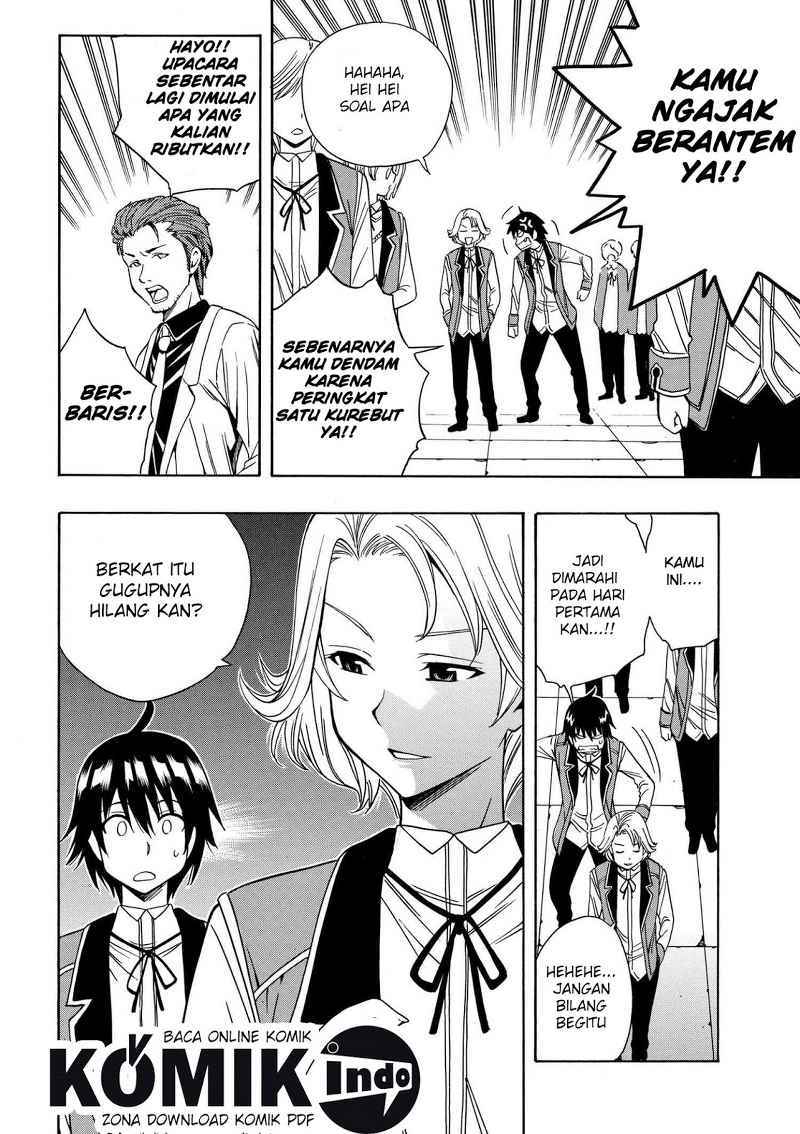 KAMU
NGAJAK
BERANTEM
YA!!
HAHAHA,
HEI HEI
SOAL APA
SEBENARNYA
KAMU DENDAM
KARENA
PERINGKAT
SATU KUREBUT
YA!!
HAYO!!
UPACARA
SEBENTAR
LAGI DIMULAI
APA YANG
KALIAN
RIBUTKAN!!
BER-
BARIS!!
KAMU
INI....
JADI
DIMARAHI
PADA HARI
PERTAMA
KAN...!!
HEHEHE...
JANGAN
BILANG
BEGITU
BERKAT ITU
GUGUPNYA
HILANG KAN?
BACA ONLINE KOMIK
KOMIK indo
ZONA DOWNLOAD KOMIK PDF